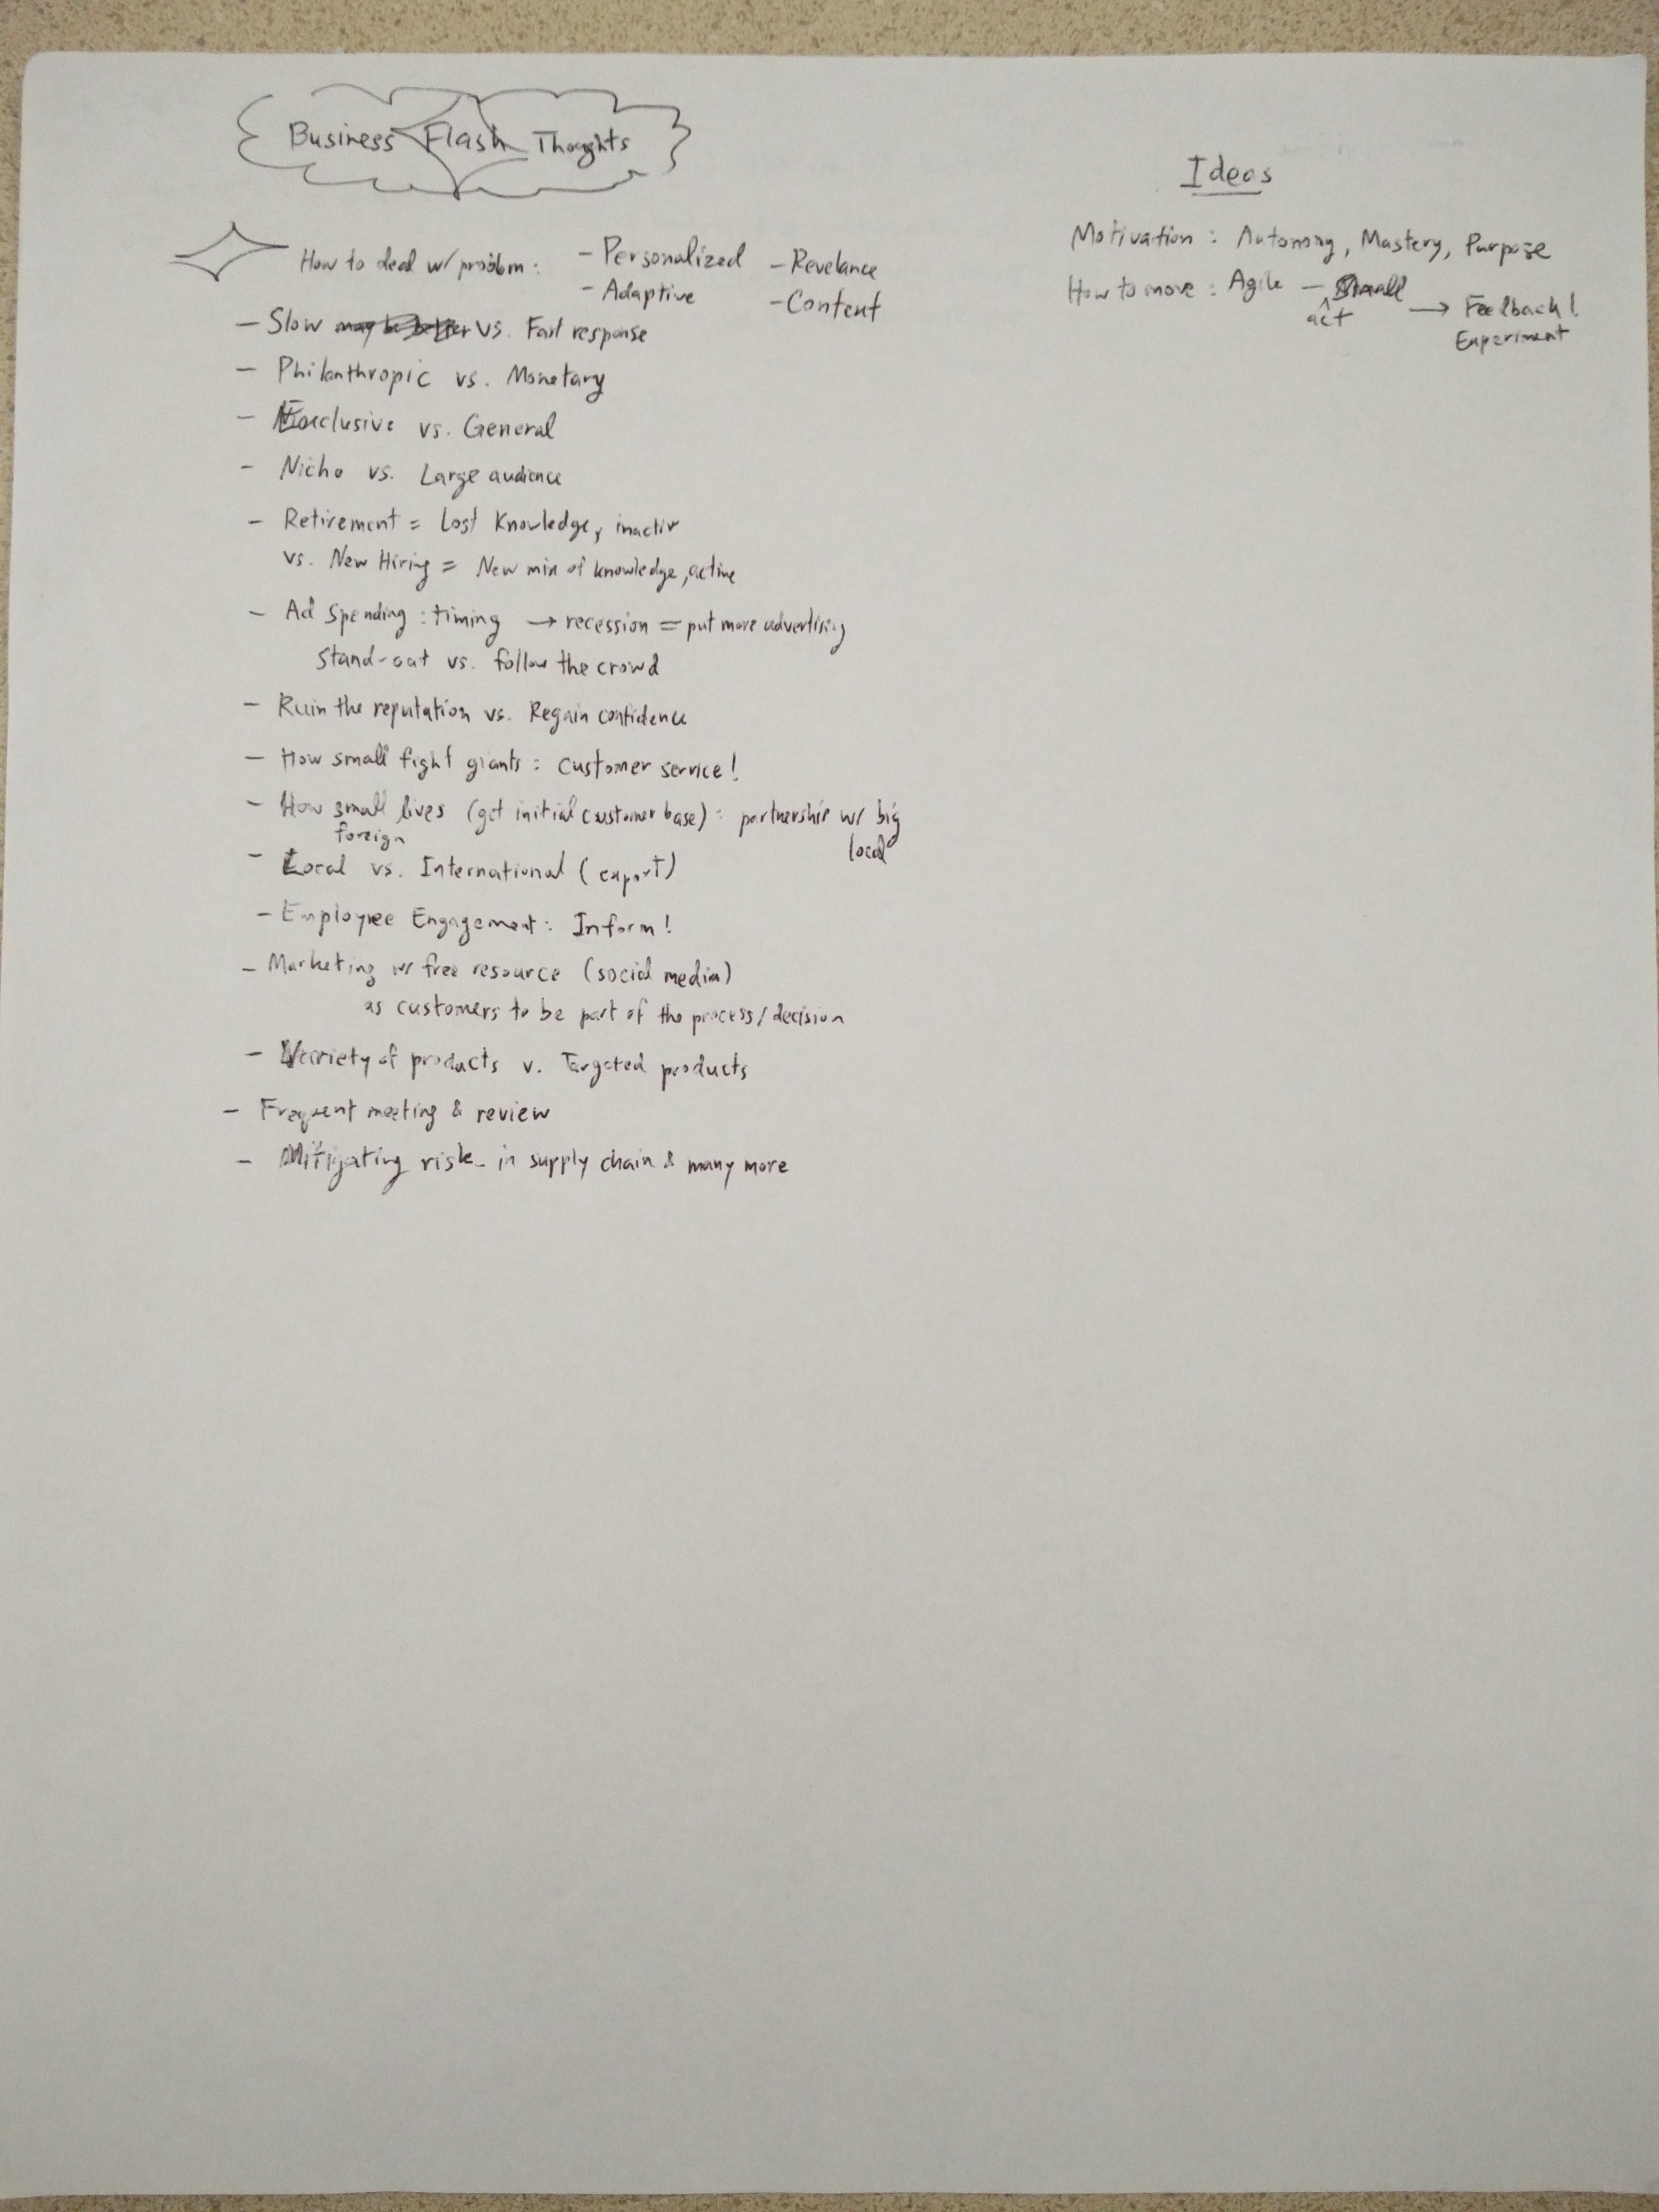 Business Flash Thoughts
How to deal w/ problem:
- Personalized
- Adaptive
- Revelance
- Content
- Slow may be better vs. Fast response
- Philanthropic vs. Monetary
- Exclusive vs. General
- Niche vs. Large audience
- Retirement = Lost Knowledge, inactiv
vs. New Hiring = New mix of knowledge, active
- Ad Spending : timing → recession = put more advertising
Stand-out vs. follow the crowd
- Ruin the reputation vs. Regain confidence
- How small fight giants : customer service!
- How small lives (get initial customer base) : partnership w/ big
foreign
local
- Local vs. International (export)
- Employee Engagement : Inform!
- Marketing w/ free resource (social media)
as customers to be part of the process/decision
- Variety of products v. Targeted products
- Frequent meeting & review
- Mitigating risk - in supply chain & many more
Ideas
Motivation : Autonomy, Mastery, Purpose
How to move : Agile - act Small → Feedback!
Experiment